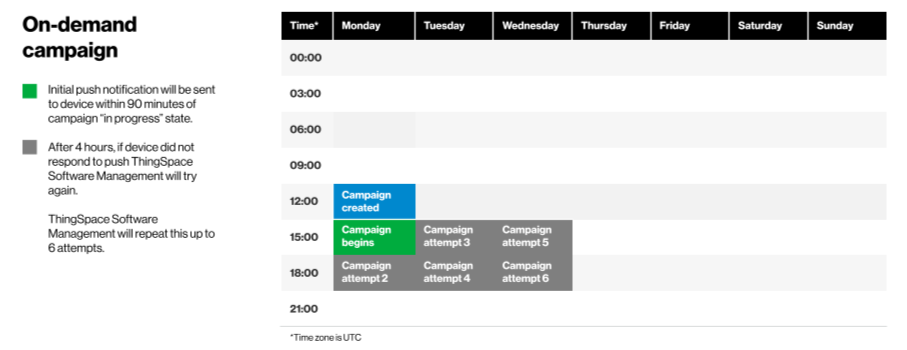 On-demand
campaign
Initial push notification will be sent
to device within 90 minutes of
campaign "in progress" state.
After 4 hours, if device did not
respond to push ThingSpace
Software Management will try
again.
ThingSpace Software
Management will repeat this up to
6 attempts.
Time* Monday Tuesday Wednesday Thursday Friday Saturday Sunday
00:00
03:00
06:00
09:00
12:00 Campaign created
15:00 Campaign begins Campaign attempt 3 Campaign attempt 5
18:00 Campaign attempt 2 Campaign attempt 4 Campaign attempt 6
21:00
*Time zone is UTC